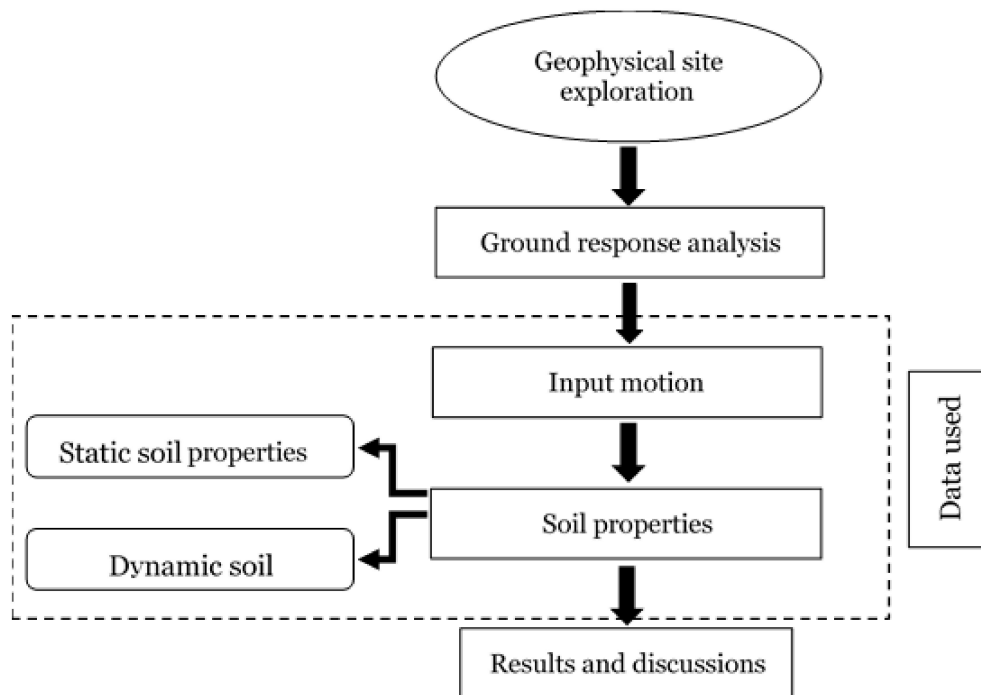 Geophysical site
exploration
Ground response analysis
Input motion
Static soil properties
Soil properties
Dynamic soil
Data used
Results and discussions